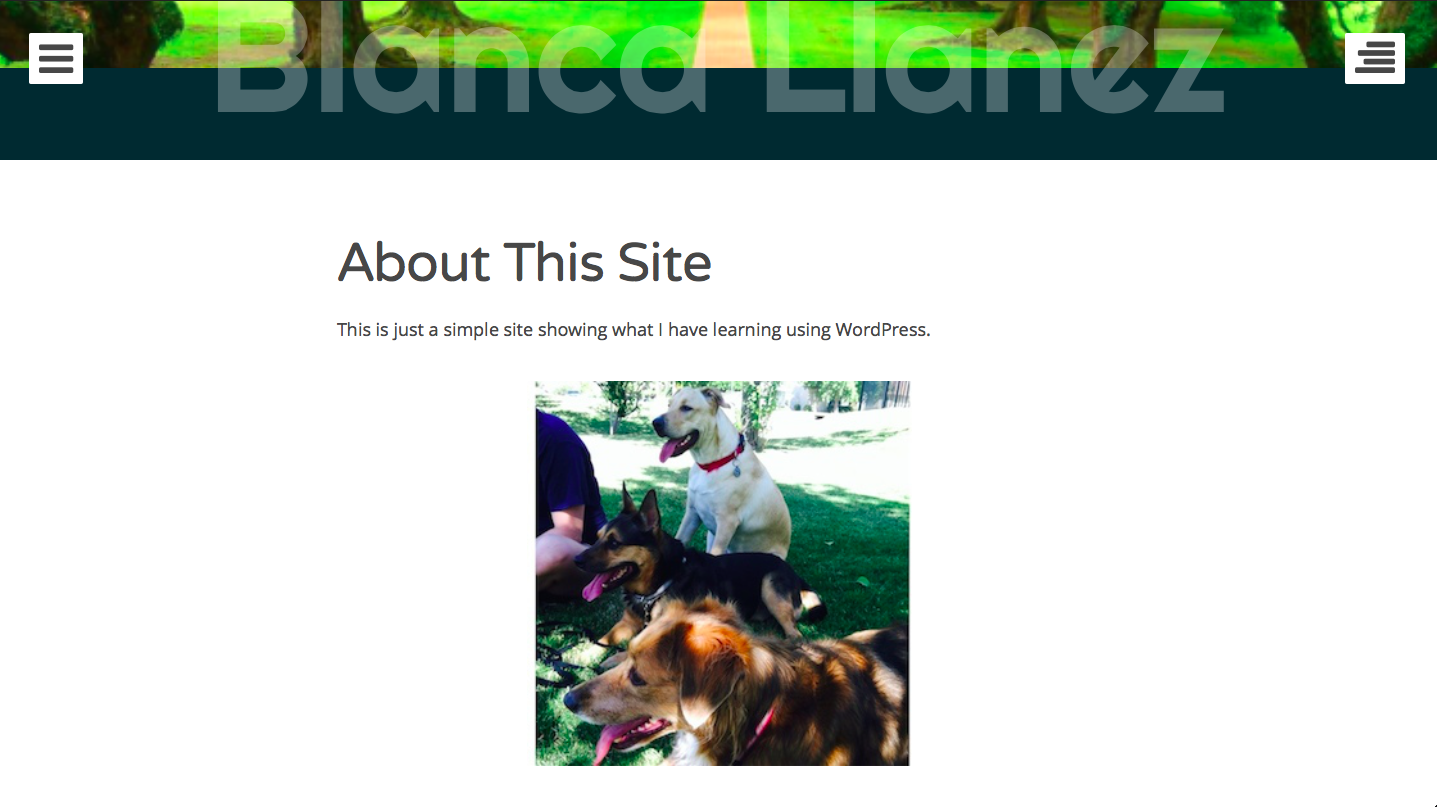 Blanca Llanez
About This Site
This is just a simple site showing what I have learning using WordPress.